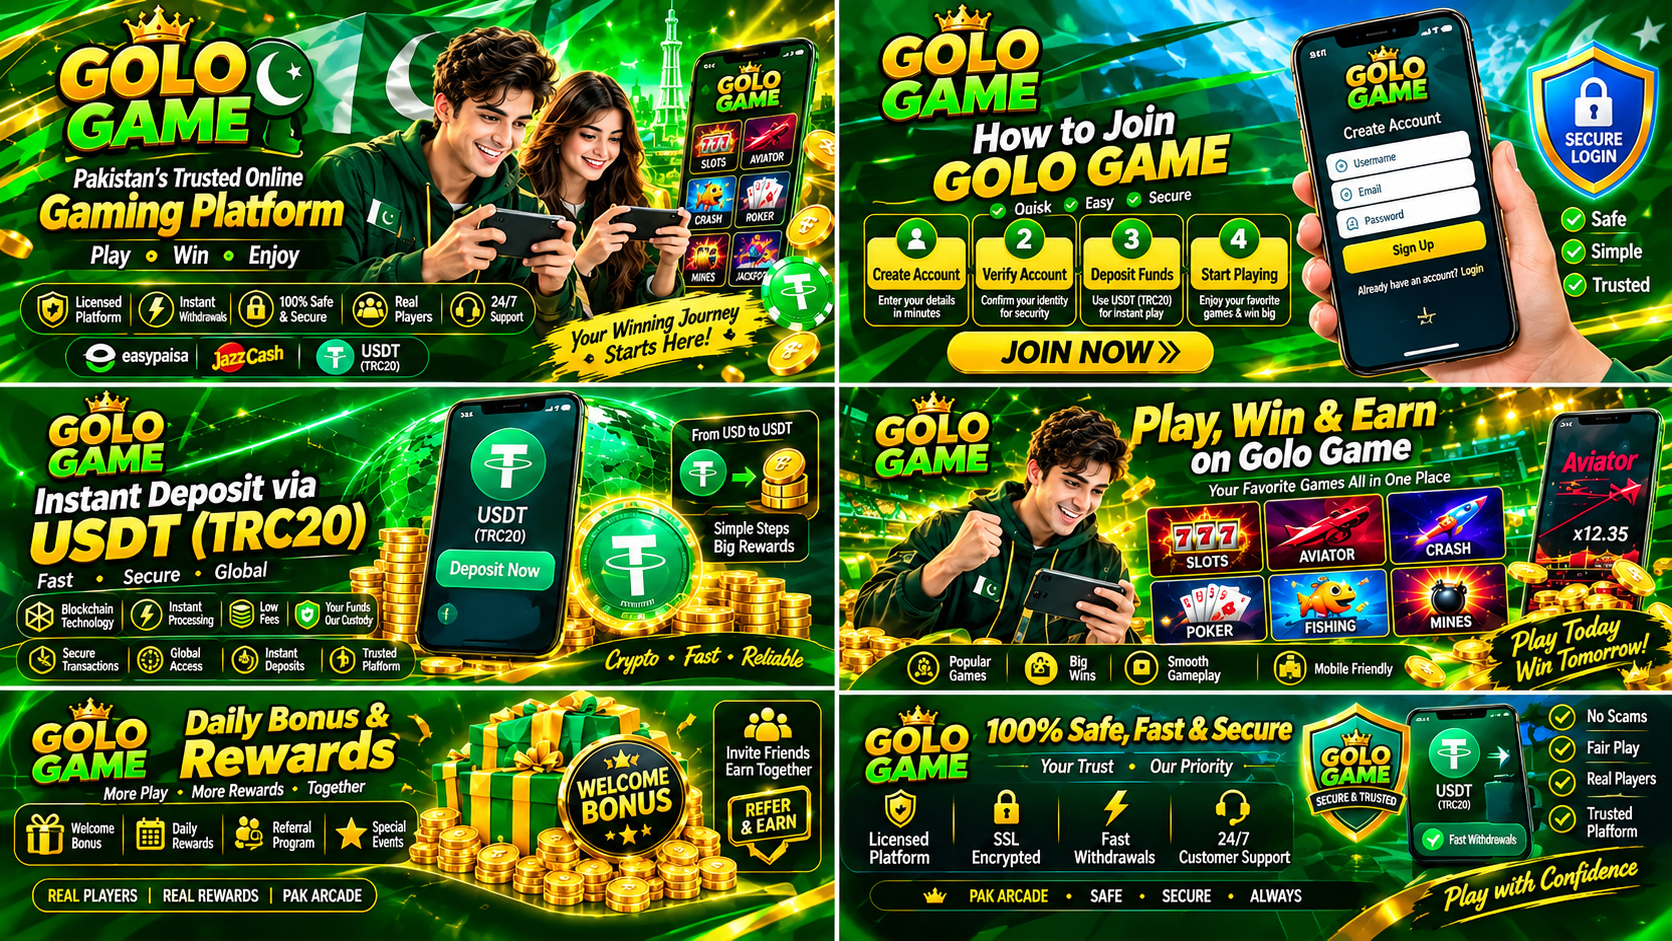 GOLO
GAME
Pakistan's Trusted Online
Gaming Platform
Play • Win • Enjoy
Licensed
Platform
Instant
Withdrawals
100% Safe
& Secure
Real
Players
24/7
Support
easypaisa
JazzCash
USDT
(TRC20)
GOLO
GAME
SLOTS
AVIATOR
CRASH
POKER
MINES
Your Winning Journey
Starts Here!
GOLO
GAME
How to Join
GOLO GAME
Quisk
Easy
Secure
Create Account
Enter your details
in minutes
2
Verify Account
Confirm your identity
for security
3
Deposit Funds
Use USDT (TRC20)
for instant play
4
Start Playing
Enjoy your favorite
games & win big
JOIN NOW
GOLO
GAME
Create Account
Username
Email
Password
Sign Up
Already have an account? Login
SECURE
LOGIN
Safe
Simple
Trusted
GOLO
GAME
Instant Deposit via
USDT (TRC20)
Fast • Secure • Global
Blockchain
Technology
Instant
Processing
Low
Fees
Your Funds
Our Custody
Secure
Transactions
Global
Access
Instant
Deposits
Trusted
Plafform
USDT
(TRC20)
Deposit Now
From USD to USDT
Simple Steps
Big Rewards
Crypto • Fast • Reliable
GOLO
GAME
Play, Win & Earn
on Golo Game
Your Favorite Games All in One Place
SLOTS
AVIATOR
CRASH
POKER
FISHING
MINES
Aviator
x12.35
Popular
Games
Big
Wins
Smooth
Gameplay
Mobile Friendly
Play Today
Win Tomorrow!
GOLO
GAME
Daily Bonus &
Rewards
More Play • More Rewards • Together
Welcome
Bonus
Daily
Rewards
Referral
Program
Special
Events
REAL PLAYERS | REAL REWARDS | PAK ARCADE
WELCOME
BONUS
Invite Friends
Earn Together
REFER
& EARN
GOLO
GAME
100% Safe, Fast & Secure
Your Trust • Our Priority
Licensed
Platform
SSL
Encrypted
Fast
Withdrawals
24/7
Customer Support
PAK ARCADE • SAFE • SECURE • ALWAYS
GOLO
GAME
SECURE & TRUSTED
USDT
(TRC20)
Fast Withdrawals
No Scams
Fair Play
Real Players
Trusted
Plafform
Play with Confidence